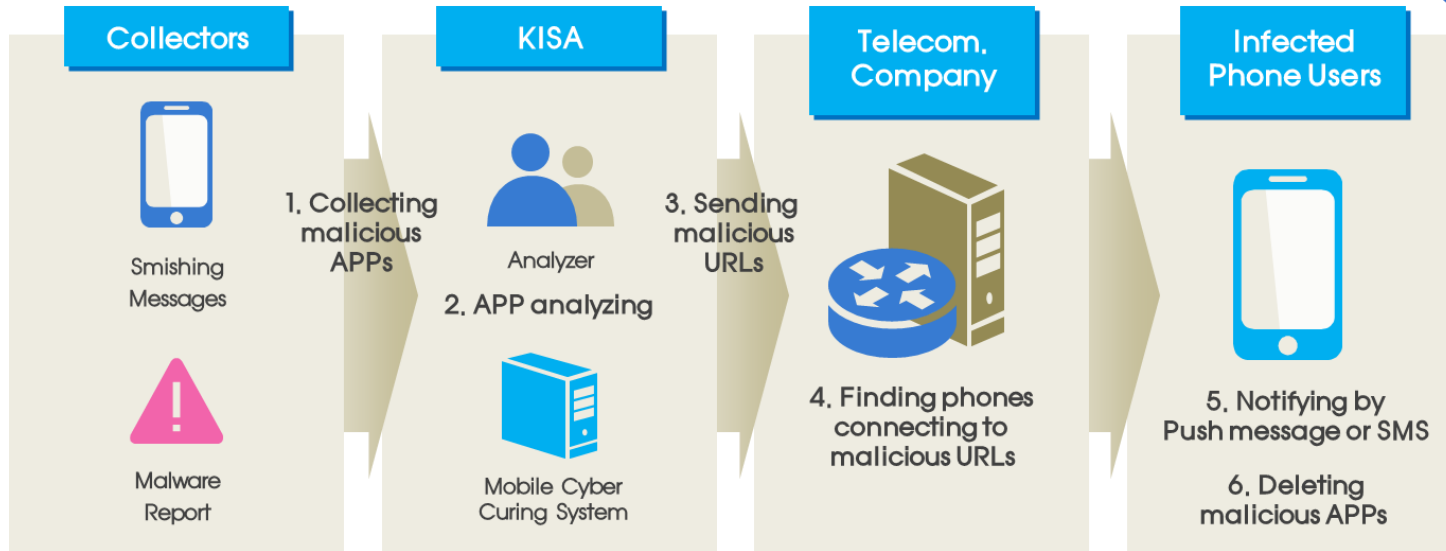 Collectors
Smishing
Messages
Malware
Report
1. Collecting
malicious
APPs
KISA
Analyzer
2. APP analyzing
Mobile Cyber
Curing System
3. Sending
malicious
URLs
Telecom.
Company
4. Finding phones
connecting to
malicious URLs
Infected
Phone Users
5. Notifying by
Push message or SMS
6. Deleting
malicious APPs